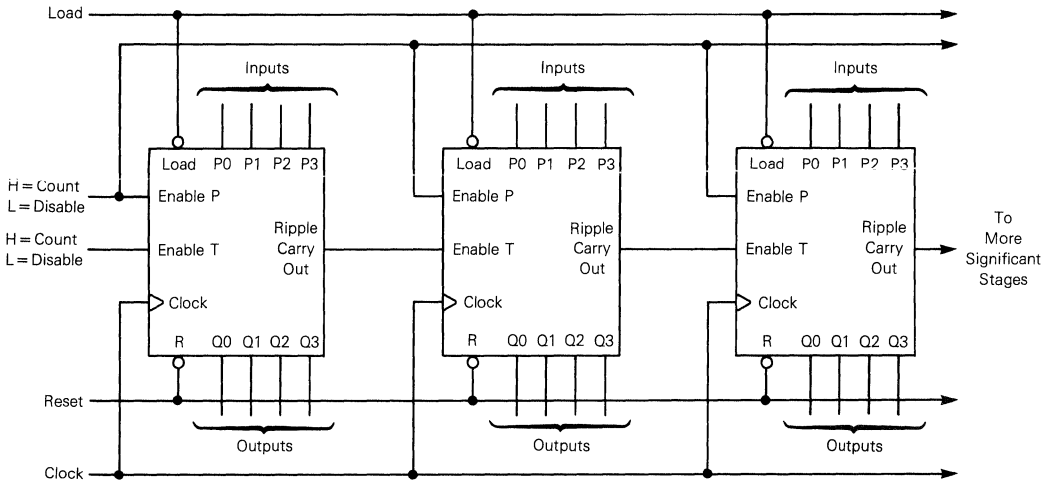 Load
Inputs
Inputs
Inputs
Load P0 P1 P2 P3
Load P0 P1 P2 P3
Load P0 P1 P2 P3
H = Count
L = Disable
Enable P
Enable P
Enable P
H = Count
L = Disable
Enable T
Ripple
Carry
Out
Enable T
Ripple
Carry
Out
Enable T
Ripple
Carry
Out
To
More
Significant
Stages
Clock
Clock
Clock
R Q0 Q1 Q2 Q3
R Q0 Q1 Q2 Q3
R Q0 Q1 Q2 Q3
Reset
Outputs
Outputs
Outputs
Clock